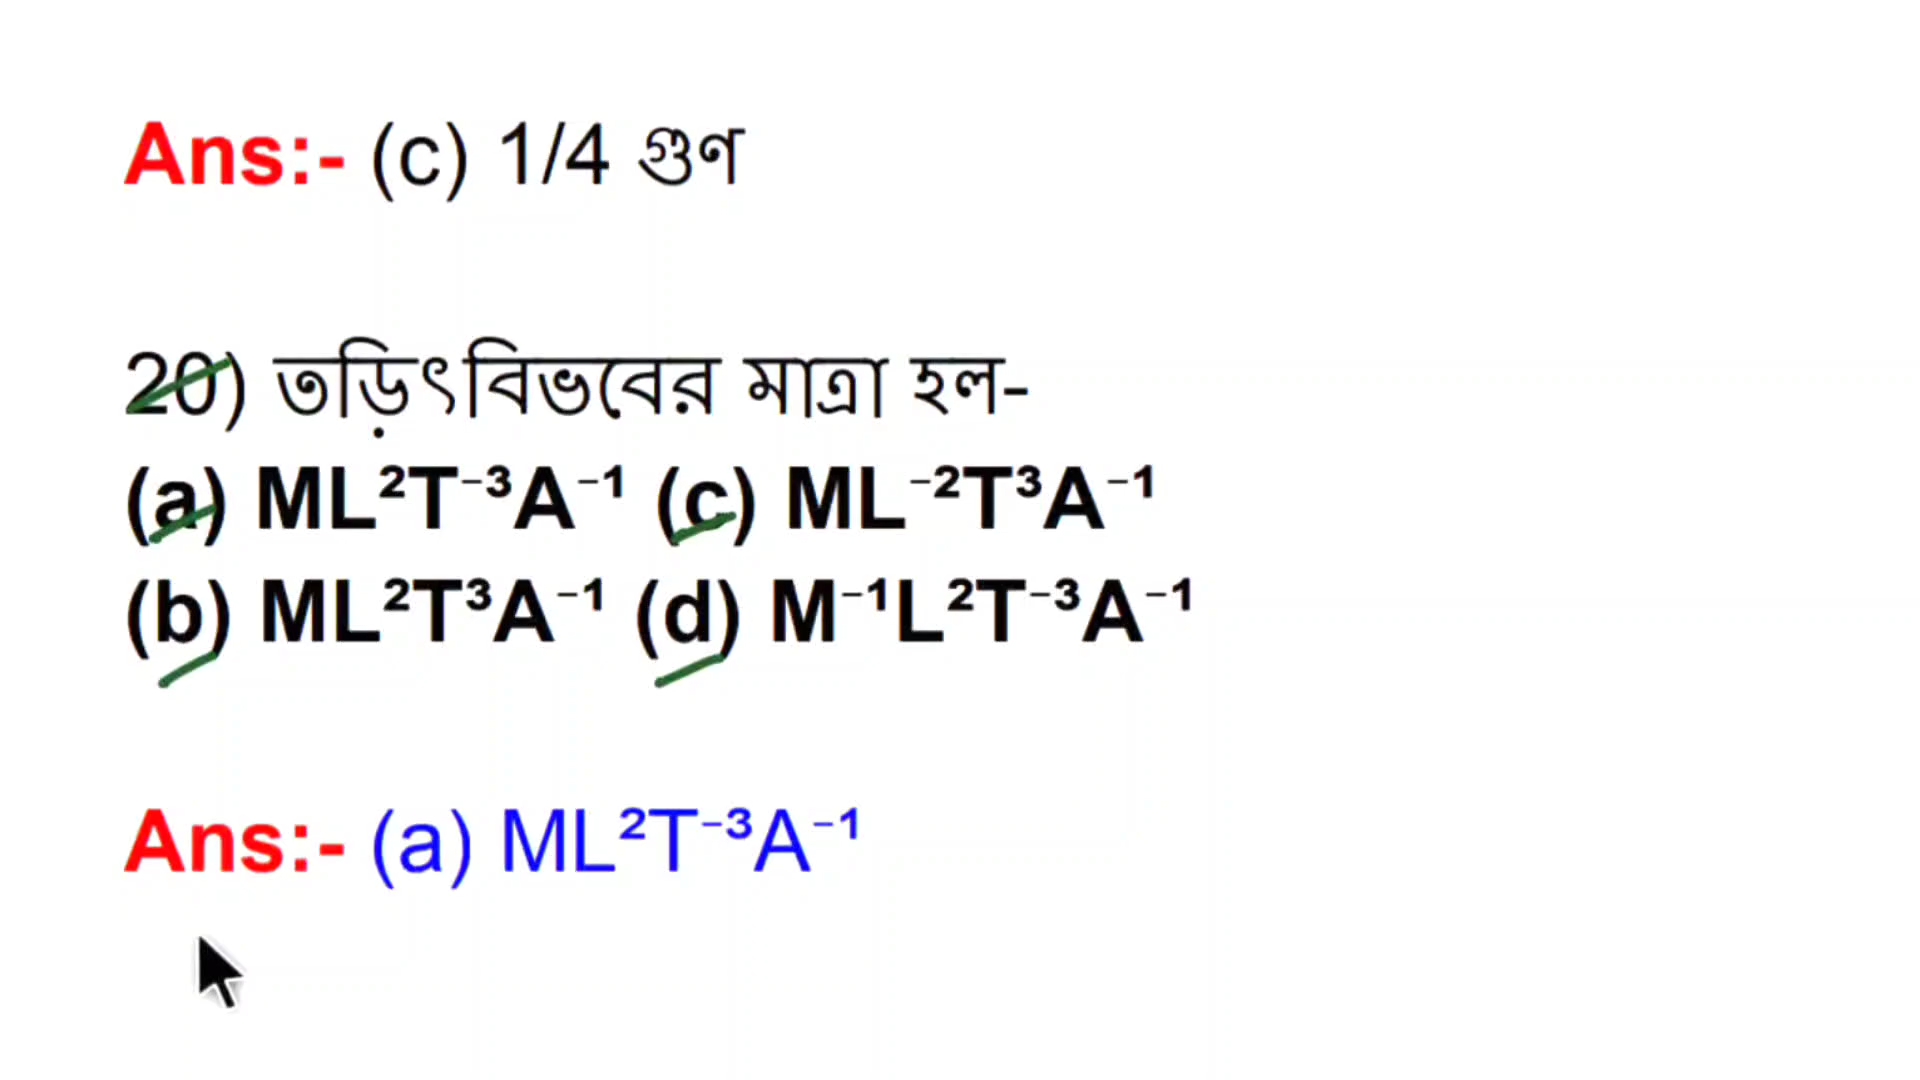 Ans:- (c) 1/4 গুণ
20) তড়িৎবিভবের মাত্রা হল-
(a) ML²T⁻³A⁻¹ (c) ML⁻²T³A⁻¹
(b) ML²T³A⁻¹ (d) M⁻¹L²T⁻³A⁻¹
Ans:- (a) ML²T⁻³A⁻¹